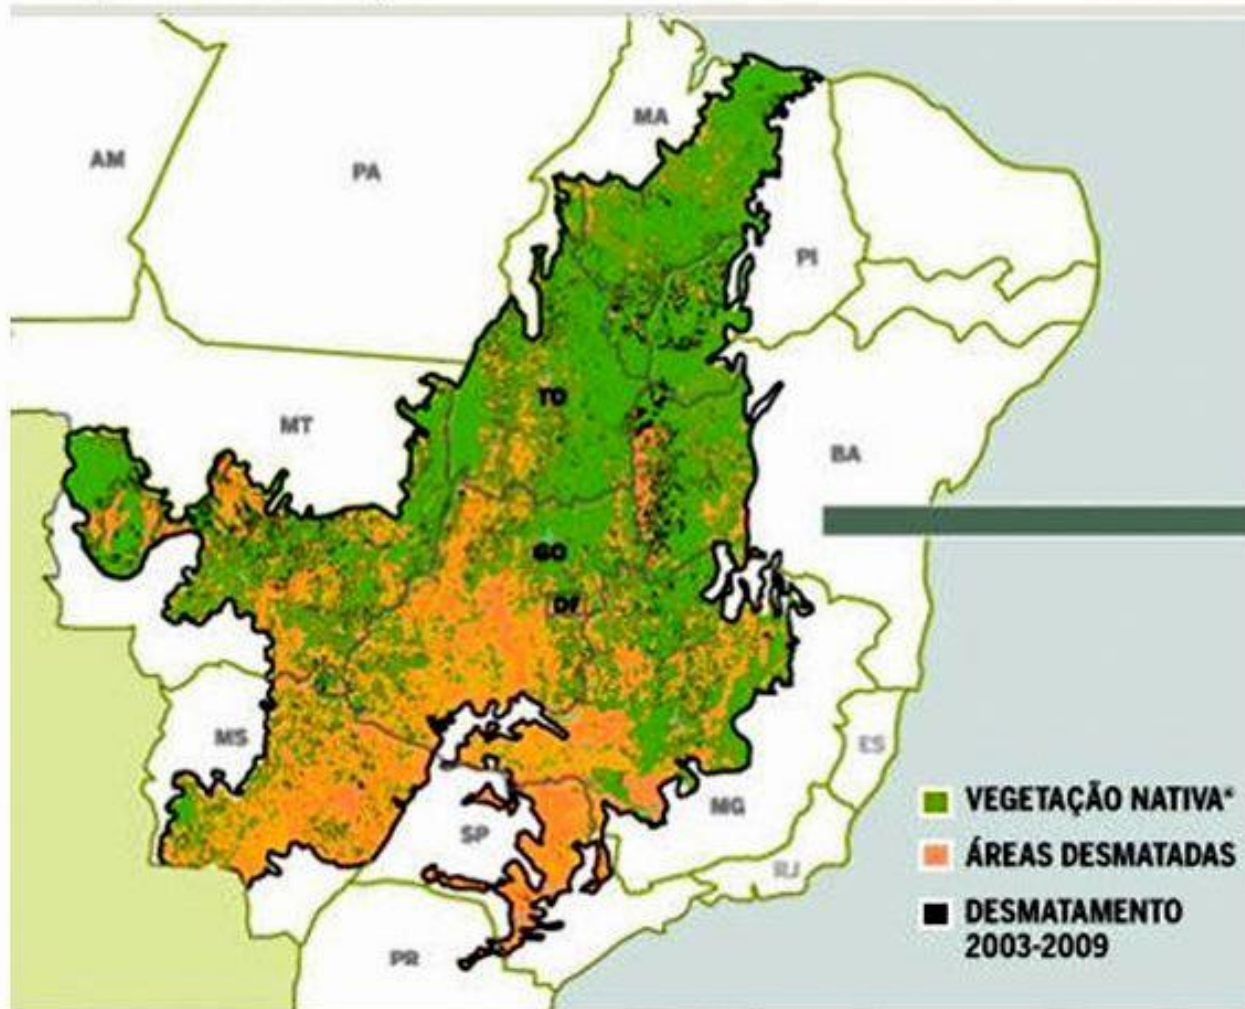 MA
AM
PA
PI
TO
MT
BA
GO
DF
MS
ES
MG
SP
RJ
PR
VEGETAÇÃO NATIVA*
ÁREAS DESMATADAS
DESMATAMENTO
2003-2009